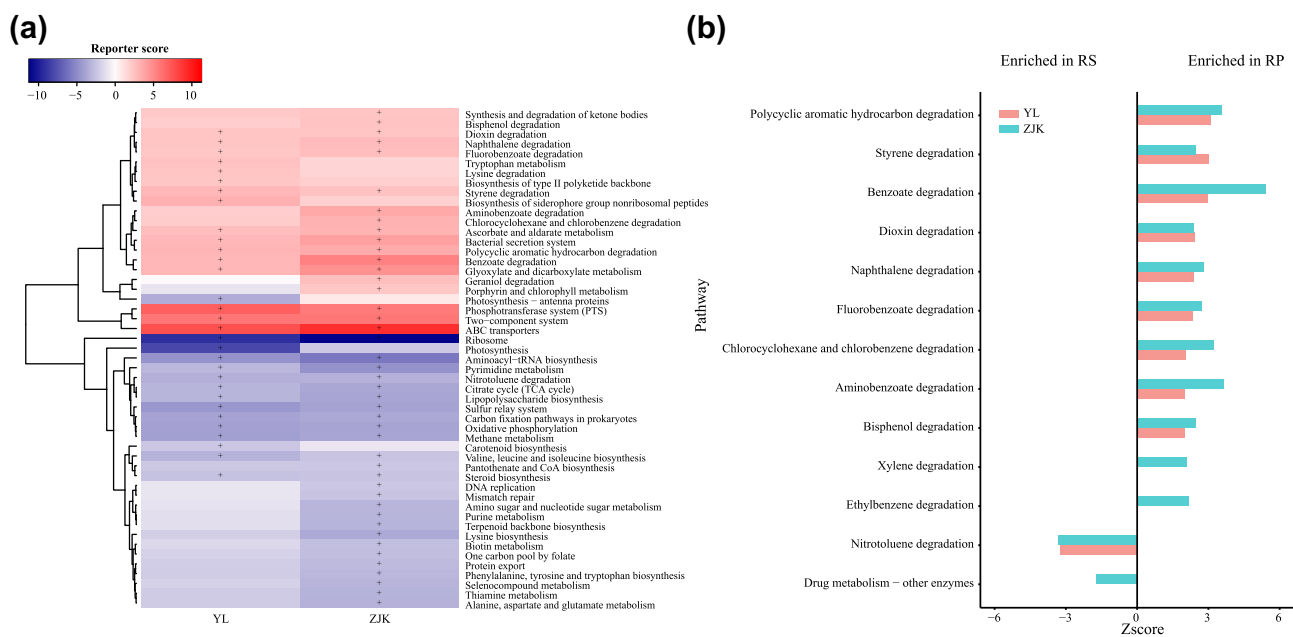 (a)
Reporter score
−10 −5 0 5 10
Synthesis and degradation of ketone bodies
Bisphenol degradation
Dioxin degradation
Naphthalene degradation
Fluorobenzoate degradation
Tryptophan metabolism
Lysine degradation
Biosynthesis of type II polyketide backbone
Styrene degradation
Biosynthesis of siderophore group nonribosomal peptides
Aminobenzoate degradation
Chlorocyclohexane and chlorobenzene degradation
Ascorbate and aldarate metabolism
Bacterial secretion system
Polycyclic aromatic hydrocarbon degradation
Benzoate degradation
Glyoxylate and dicarboxylate metabolism
Geraniol degradation
Porphyrin and chlorophyll metabolism
Photosynthesis − antenna proteins
Phosphotransferase system (PTS)
Two−component system
ABC transporters
Ribosome
Photosynthesis
Aminoacyl−tRNA biosynthesis
Pyrimidine metabolism
Nitrotoluene degradation
Citrate cycle (TCA cycle)
Lipopolysaccharide biosynthesis
Sulfur relay system
Carbon fixation pathways in prokaryotes
Oxidative phosphorylation
Methane metabolism
Carotenoid biosynthesis
Valine, leucine and isoleucine biosynthesis
Pantothenate and CoA biosynthesis
Steroid biosynthesis
DNA replication
Mismatch repair
Amino sugar and nucleotide sugar metabolism
Purine metabolism
Terpenoid backbone biosynthesis
Lysine biosynthesis
Biotin metabolism
One carbon pool by folate
Protein export
Phenylalanine, tyrosine and tryptophan biosynthesis
Selenocompound metabolism
Thiamine metabolism
Alanine, aspartate and glutamate metabolism
YL ZJK
(b)
Enriched in RS Enriched in RP
YL
ZJK
Pathway
Polycyclic aromatic hydrocarbon degradation
Styrene degradation
Benzoate degradation
Dioxin degradation
Naphthalene degradation
Fluorobenzoate degradation
Chlorocyclohexane and chlorobenzene degradation
Aminobenzoate degradation
Bisphenol degradation
Xylene degradation
Ethylbenzene degradation
Nitrotoluene degradation
Drug metabolism − other enzymes
−6 −3 0 3 6
Zscore